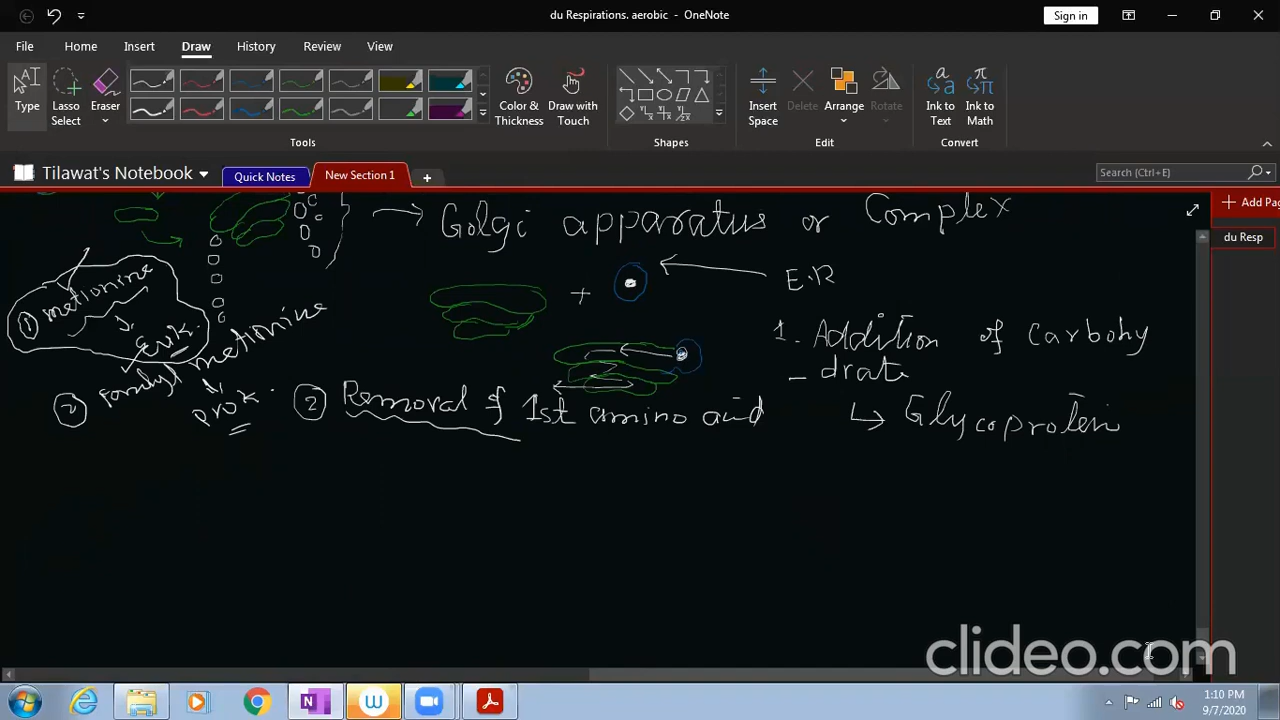 du Respirations. aerobic - OneNote
Sign in
File Home Insert Draw History Review View
Type
Lasso Select
Eraser
Color & Thickness
Draw with Touch
Insert Space
Delete
Arrange
Rotate
Ink to Text
Ink to Math
Tools
Shapes
Edit
Convert
Tilawat's Notebook
Quick Notes
New Section 1
Search (Ctrl+E)
Add Pag
du Resp
Golgi apparatus or Complex
+
E.R
1 metionine
Euk.
1. Addition of carbohy
- drate
Glycoprotein
2 formyl metionine
prok.
2 Removal of 1st amino acid
clideo.com
1:10 PM
9/7/2020